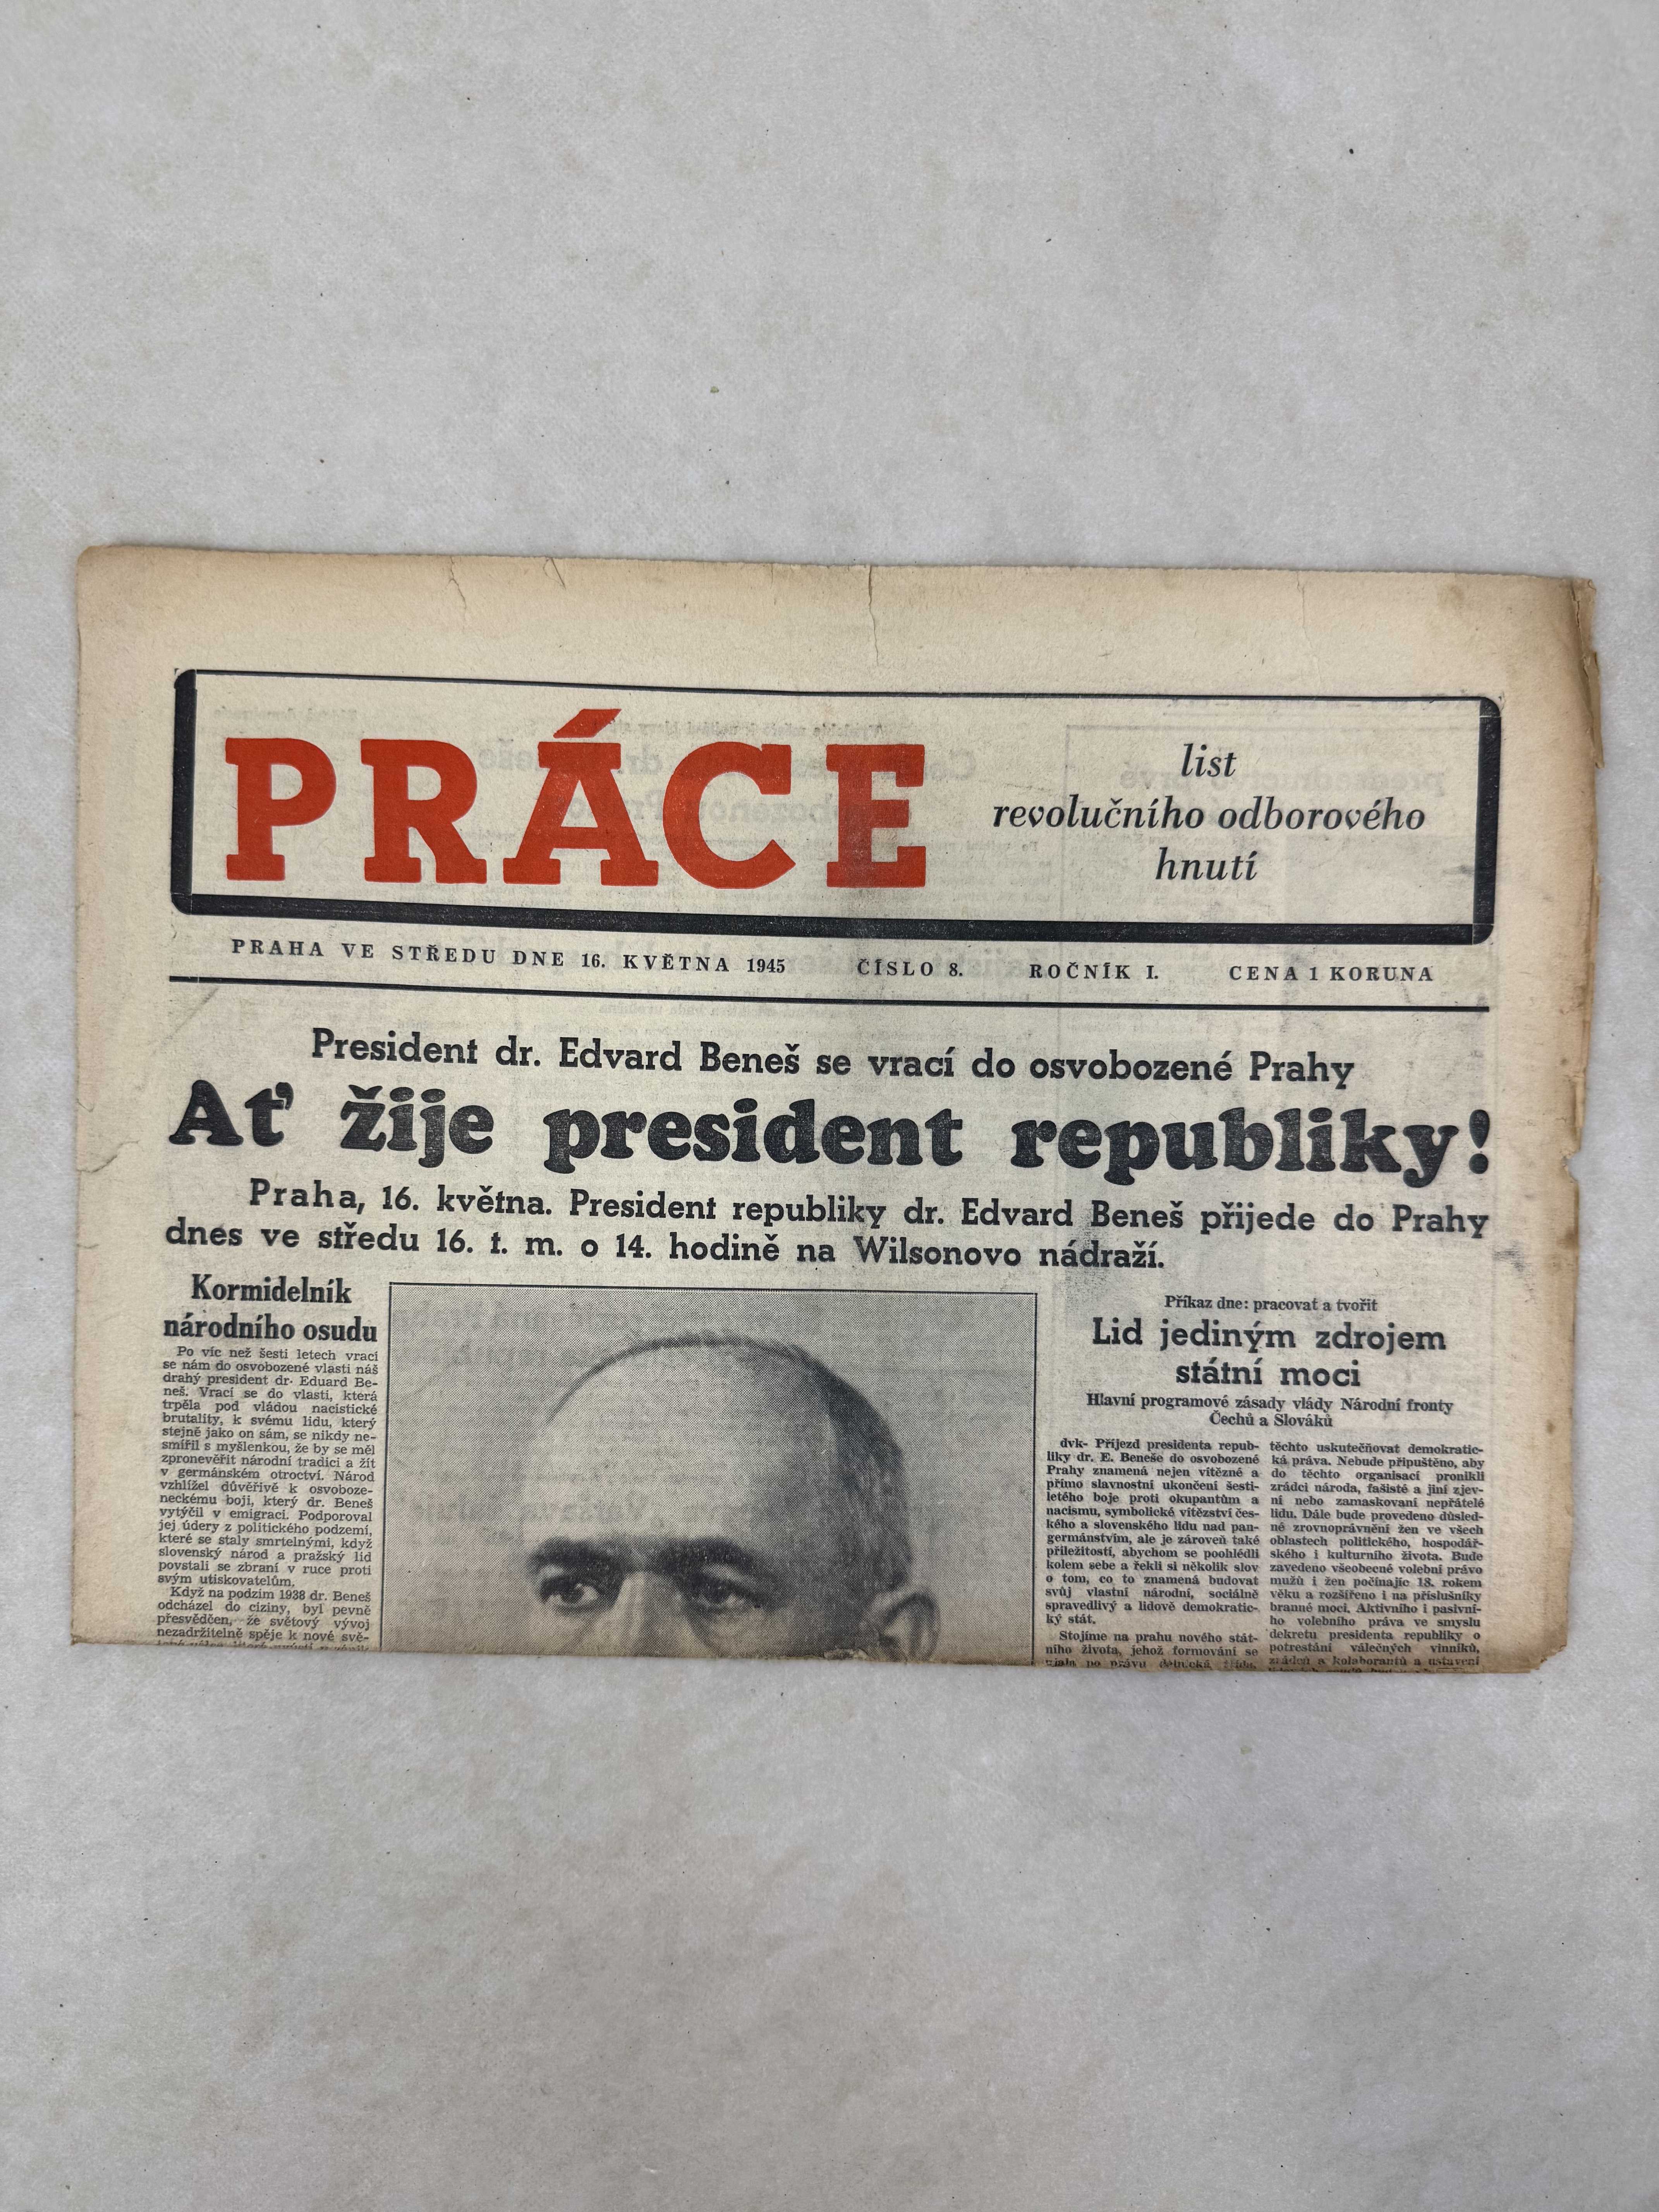 PRÁCE
list
revolučního odborového
hnutí
PRAHA VE STŘEDU DNE 16. KVĚTNA 1945 ČÍSLO 8. ROČNÍK I. CENA 1 KORUNA
President dr. Edvard Beneš se vrací do osvobozené Prahy
Ať žije president republiky!
Praha, 16. května. President republiky dr. Edvard Beneš přijede do Prahy
dnes ve středu 16. t. m. o 14. hodině na Wilsonovo nádraží.
Kormidelník
národního osudu
Po víc než šesti letech vrací
se nám do osvobozené vlasti náš
drahý president dr. Eduard Be-
neš. Vrací se do vlasti, která
trpěla pod vládou nacistické
brutality, k svému lidu, který
stejně jako on sám, se nikdy ne-
smířil s myšlenkou, že by se měl
zpronevěřit národní tradici a žít
v germánském otroctví. Národ
vzhlížel důvěřivě k osvoboze-
neckému boji, který dr. Beneš
vytýčil v emigraci. Podporoval
jej údery z politického podzemí,
které se staly smrtelnými, když
slovenský národ a pražský lid
povstali se zbraní v ruce proti
svým utiskovatelům.
Když na podzim 1938 dr. Beneš
odcházel do ciziny, byl pevně
přesvědčen, že světový vývoj
nezadržitelně spěje k nové svě-
Příkaz dne: pracovat a tvořit
Lid jediným zdrojem
státní moci
Hlavní programové zásady vlády Národní fronty
Čechů a Slováků
dvk- Příjezd presidenta repub-
liky dr. E. Beneše do osvobozené
Prahy znamená nejen vítězné a
přímo slavnostní ukončení šesti-
letého boje proti okupantům a
nacismu, symbolické vítězství čes-
kého a slovenského lidu nad pan-
germánstvím, ale je zároveň také
příležitostí, abychom se poohlédli
kolem sebe a řekli si několik slov
o tom, co to znamená budovat
svůj vlastní národní, sociálně
spravedlivý a lidově demokratic-
ký stát.
Stojíme na prahu nového stát-
ního života, jehož formování se
po právu dělnická třída,
těchto uskutečňovat demokratic-
ká práva. Nebude připuštěno, aby
do těchto organisací pronikli
zrádci národa, fašisté a jiní zjev-
ní nebo zamaskovaní nepřátelé
lidu. Dále bude provedeno důsled-
né zrovnoprávnění žen ve všech
oblastech politického, hospodář-
ského i kulturního života. Bude
zavedeno všeobecné volební právo
mužů i žen počínajíc 18. rokem
věku a rozšířeno i na příslušníky
branné moci. Aktivního i pasivní-
ho volebního práva ve smyslu
dekretu presidenta republiky o
potrestání válečných vinníků,
zrádců a kolaborantů a ustavení